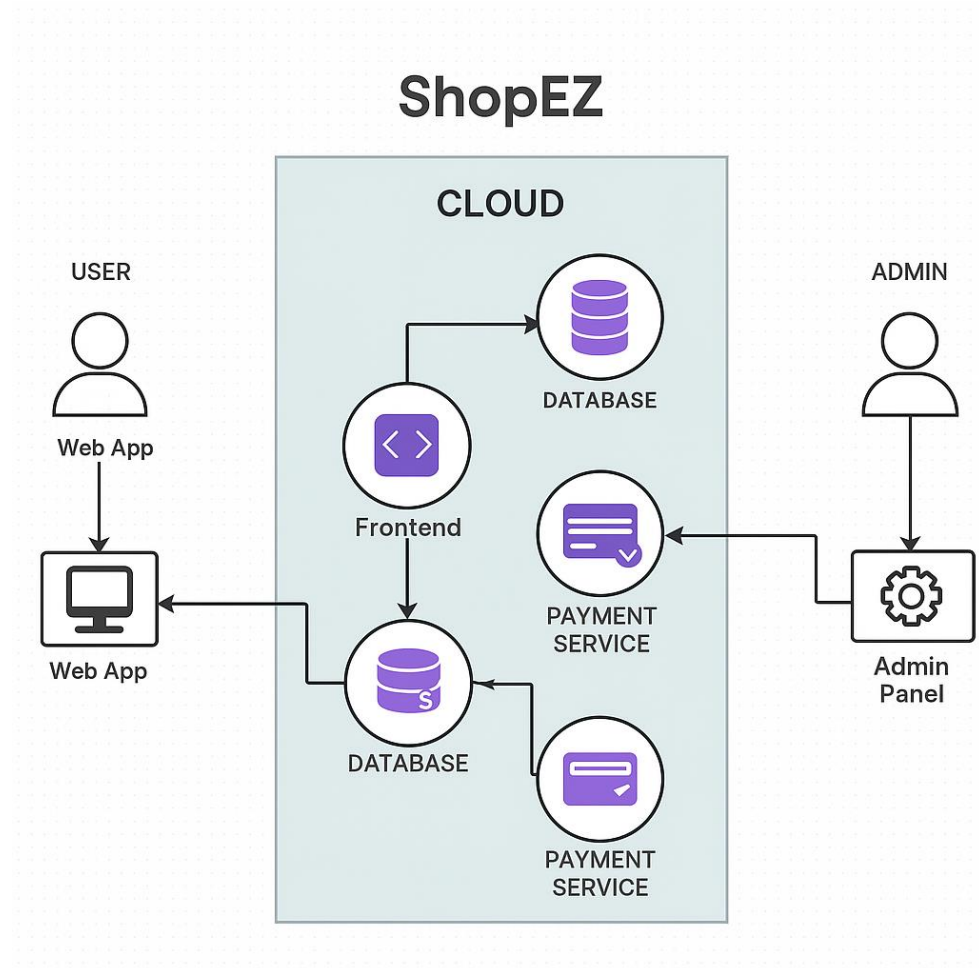 ShopEZ
CLOUD
USER
Web App
Web App
Frontend
DATABASE
DATABASE
PAYMENT
SERVICE
S
PAYMENT
SERVICE
ADMIN
Admin
Panel